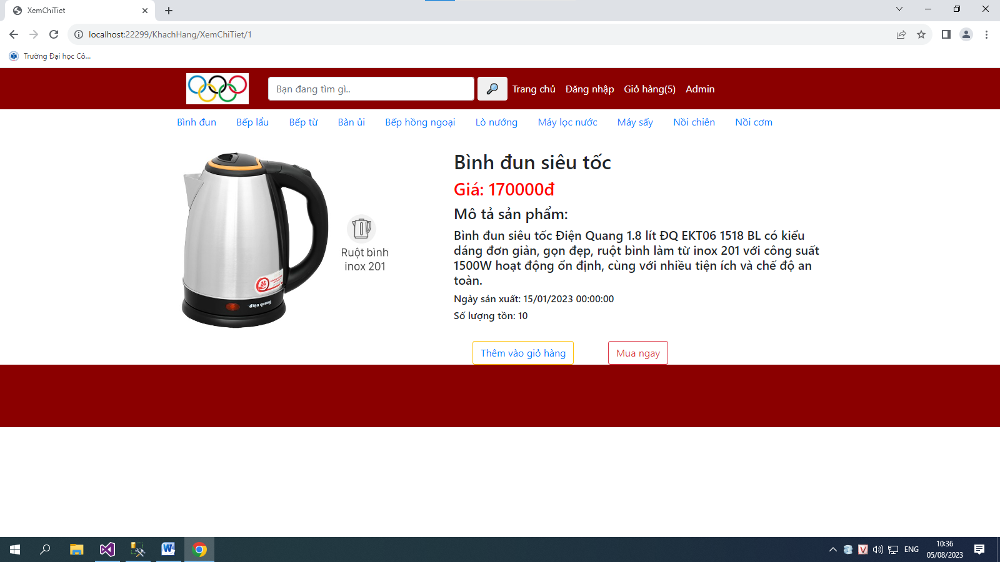 XemChiTiet
localhost:22299/KhachHang/XemChiTiet/1
Trường Đại học Cô...
Bạn đang tìm gì..
Trang chủ Đăng nhập Giỏ hàng(5) Admin
Bình đun Bếp lẩu Bếp từ Bàn ủi Bếp hồng ngoại Lò nướng Máy lọc nước Máy sấy Nồi chiên Nồi cơm
Ruột bình
inox 201
điện quang
Bình đun siêu tốc
Giá: 170000đ
Mô tả sản phẩm:
Bình đun siêu tốc Điện Quang 1.8 lít ĐQ EKT06 1518 BL có kiểu
dáng đơn giản, gọn đẹp, ruột bình làm từ inox 201 với công suất
1500W hoạt động ổn định, cùng với nhiều tiện ích và chế độ an
toàn.
Ngày sản xuất: 15/01/2023 00:00:00
Số lượng tồn: 10
Thêm vào giỏ hàng Mua ngay
ENG
10:36
05/08/2023